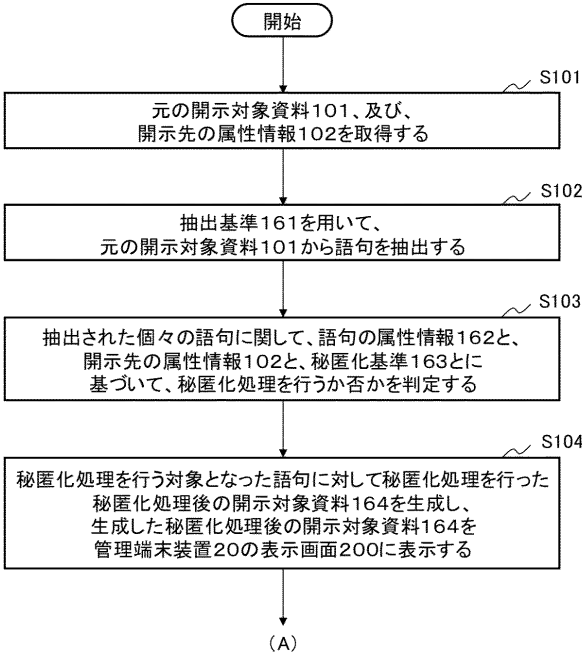 開始
S101
元の開示対象資料101、及び、
開示先の属性情報102を取得する
S102
抽出基準161を用いて、
元の開示対象資料101から語句を抽出する
S103
抽出された個々の語句に関して、語句の属性情報162と、
開示先の属性情報102と、秘匿化基準163とに
基づいて、秘匿化処理を行うか否かを判定する
S104
秘匿化処理を行う対象となった語句に対して秘匿化処理を行った
秘匿化処理後の開示対象資料164を生成し、
生成した秘匿化処理後の開示対象資料164を
管理端末装置20の表示画面200に表示する
(A)